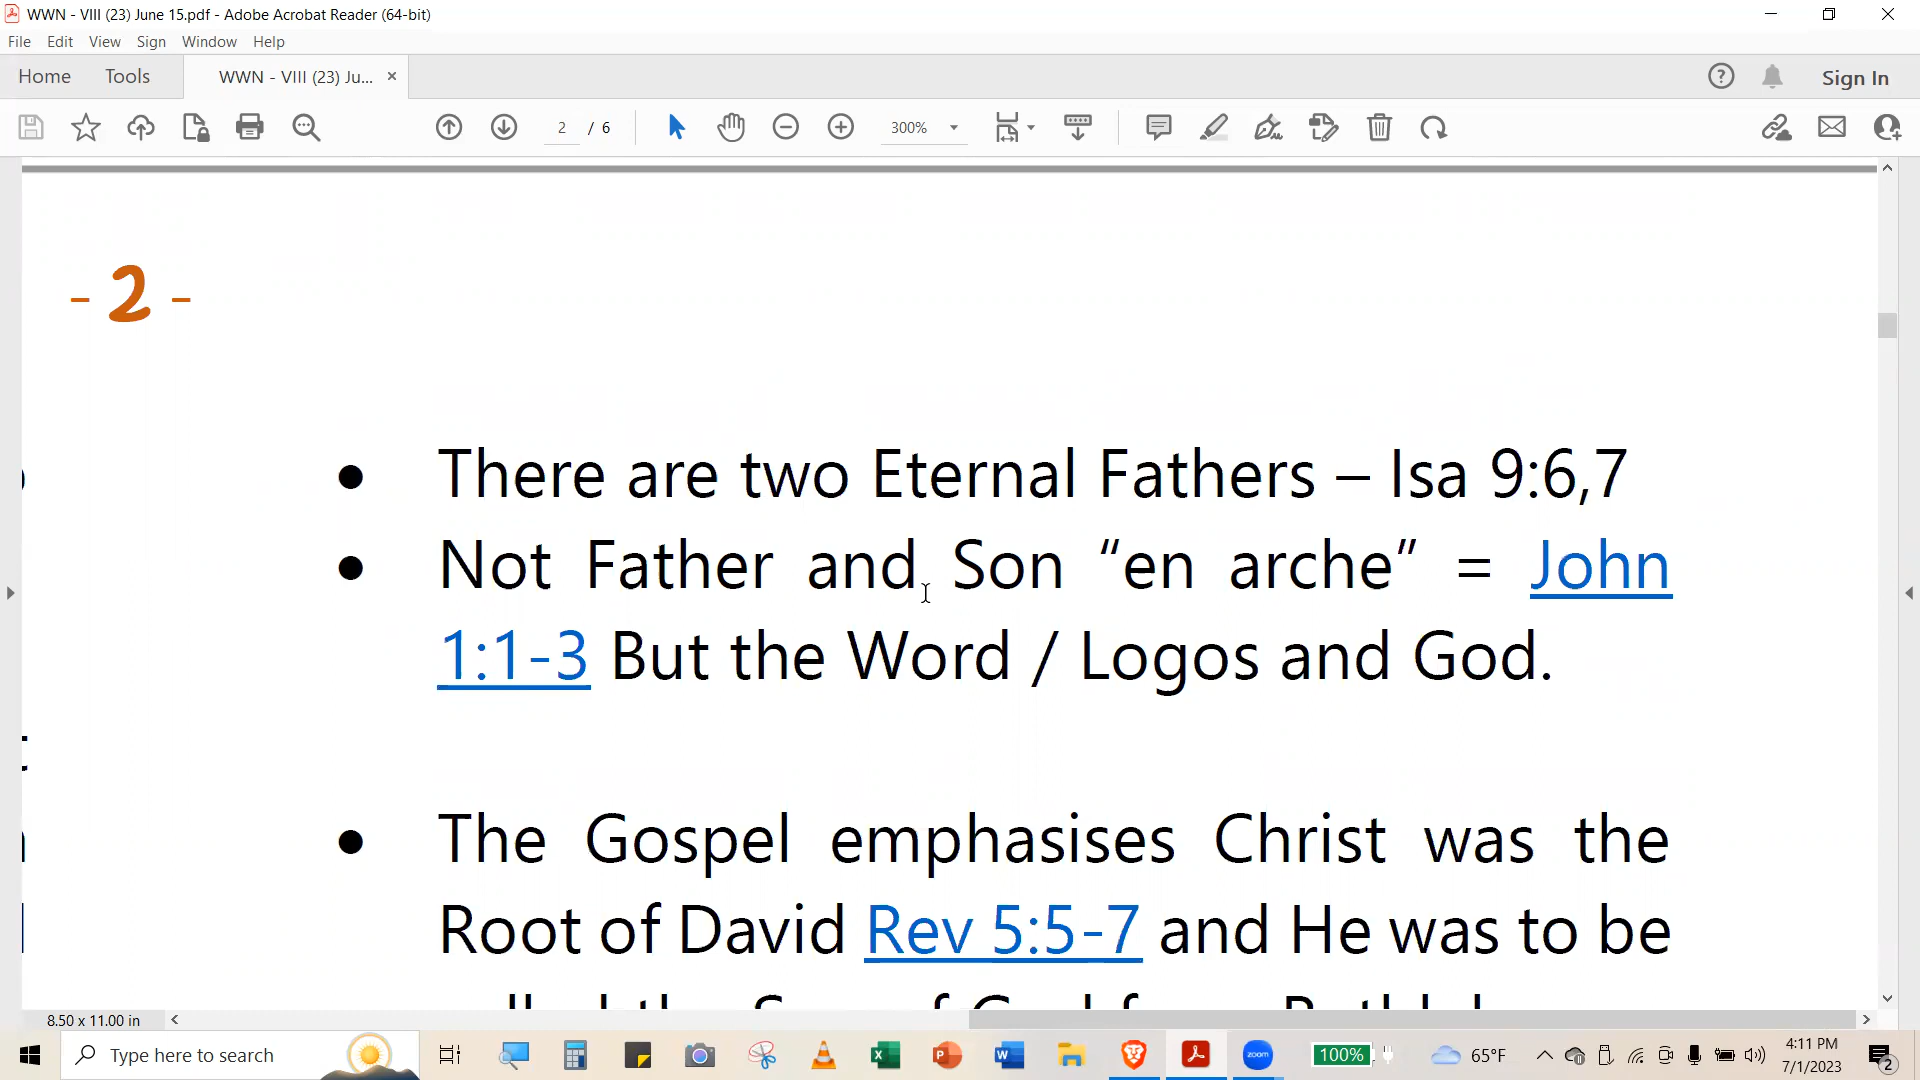 WWN - VIII (23) June 15.pdf - Adobe Acrobat Reader (64-bit)
File Edit View Sign Window Help
Home Tools WWN - VIII (23) Ju... × Sign In
2 / 6 300%
- 2 -
• There are two Eternal Fathers – Isa 9:6,7
• Not Father and Son “en arche” = John
1:1-3 But the Word / Logos and God.
• The Gospel emphasises Christ was the
Root of David Rev 5:5-7 and He was to be
8.50 x 11.00 in
Type here to search
zoom
100%
65°F
4:11 PM
7/1/2023
2